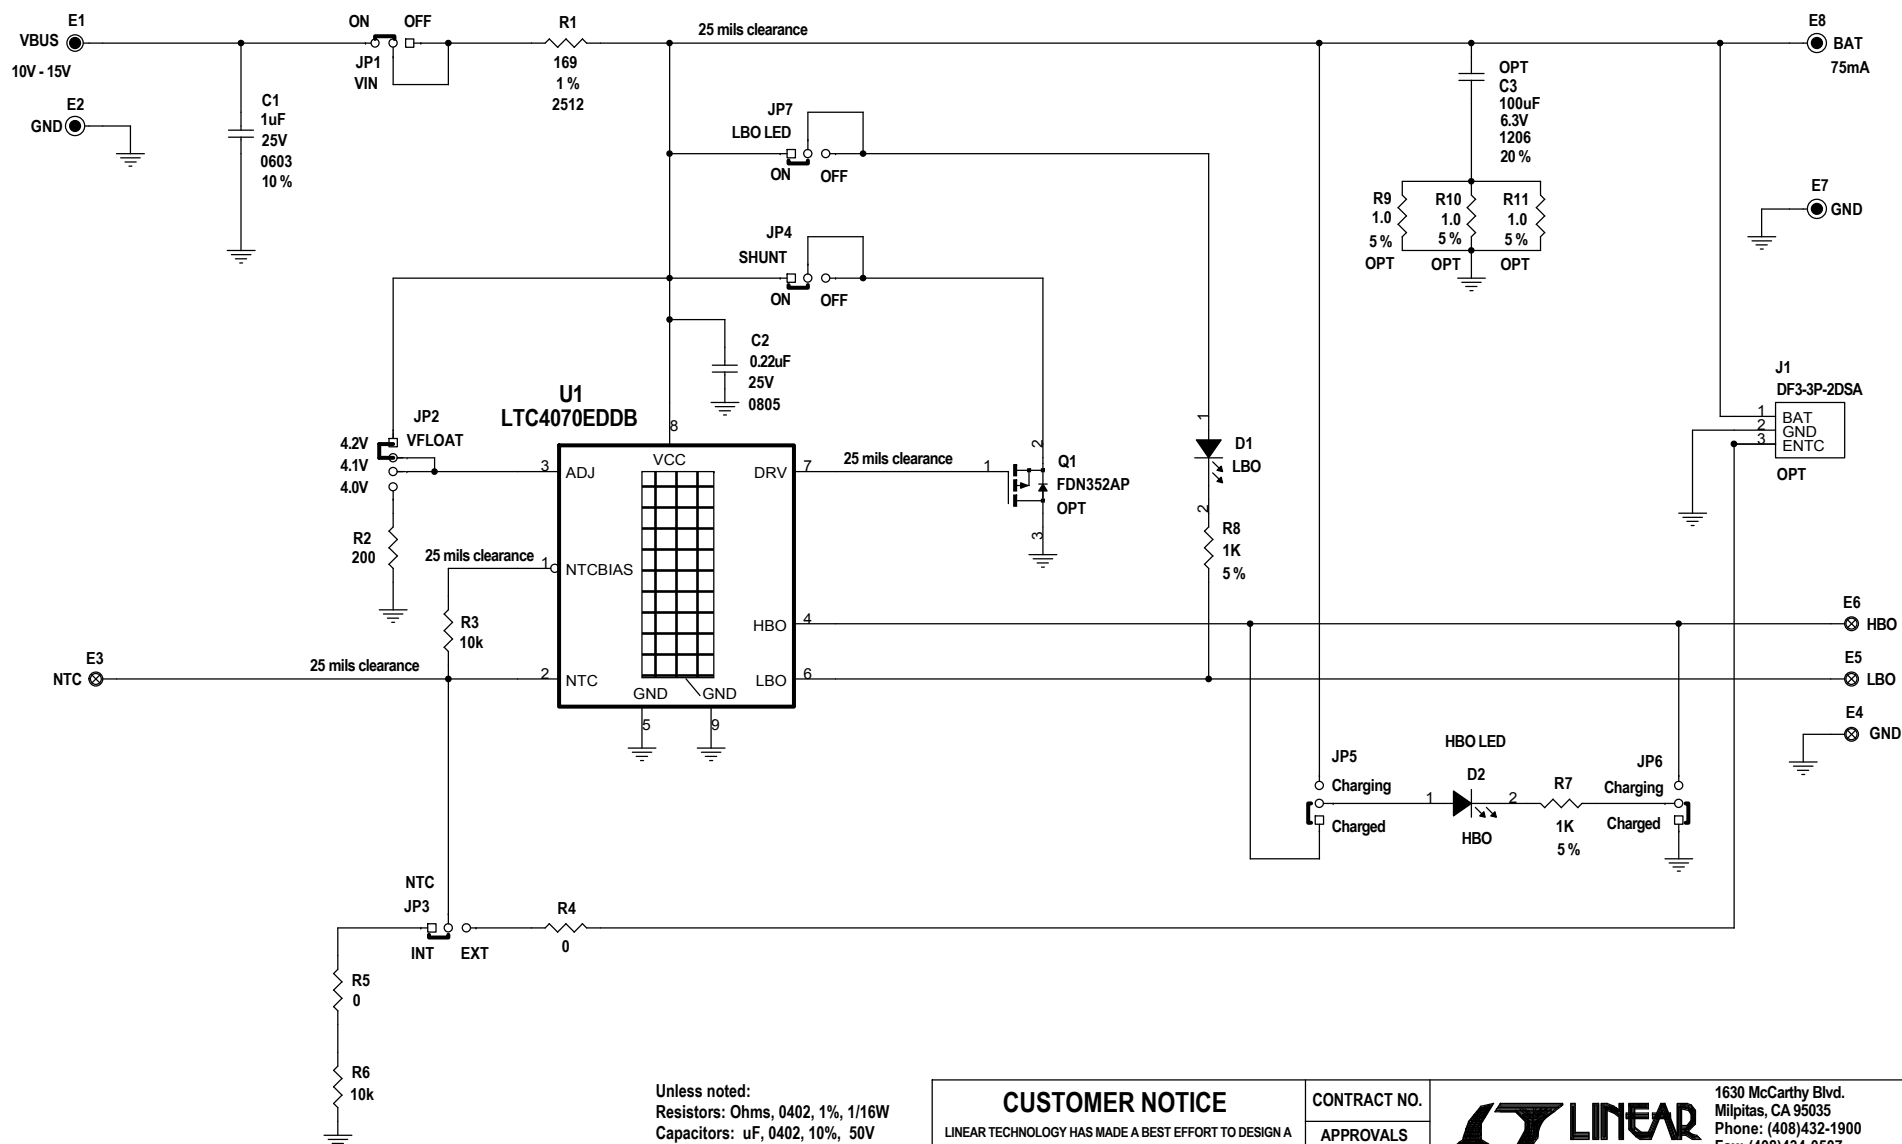 E1
VBUS
10V - 15V
E2
GND
C1
1uF
25V
0603
10 %
ON
OFF
JP1
VIN
R1
169
1 %
2512
25 mils clearance
E8
BAT
75mA
OPT
C3
100uF
6.3V
1206
20 %
R9
1.0
5 %
OPT
R10
1.0
5 %
OPT
R11
1.0
5 %
OPT
E7
GND
JP7
LBO LED
ON
OFF
JP4
SHUNT
ON
OFF
C2
0.22uF
25V
0805
J1
DF3-3P-2DSA
1
BAT
2
GND
3
ENTC
OPT
JP2
VFLOAT
4.2V
4.1V
4.0V
R2
200
U1
LTC4070EDDB
8
VCC
3
ADJ
DRV
7
25 mils clearance
1
2
3
Q1
FDN352AP
OPT
1
D1
LBO
2
R8
1K
5 %
25 mils clearance
1
NTCBIAS
R3
10k
HBO
4
E6
HBO
E3
NTC
25 mils clearance
2
NTC
LBO
6
E5
LBO
GND
GND
5
9
E4
GND
HBO LED
JP5
Charging
Charged
1
D2
2
HBO
R7
1K
5 %
JP6
Charging
Charged
NTC
JP3
INT
EXT
R4
0
R5
0
R6
10k
Unless noted:
Resistors: Ohms, 0402, 1%, 1/16W
Capacitors: uF, 0402, 10%, 50V
CUSTOMER NOTICE
LINEAR TECHNOLOGY HAS MADE A BEST EFFORT TO DESIGN A
CONTRACT NO.
APPROVALS
LINEAR
1630 McCarthy Blvd.
Milpitas, CA 95035
Phone: (408)432-1900